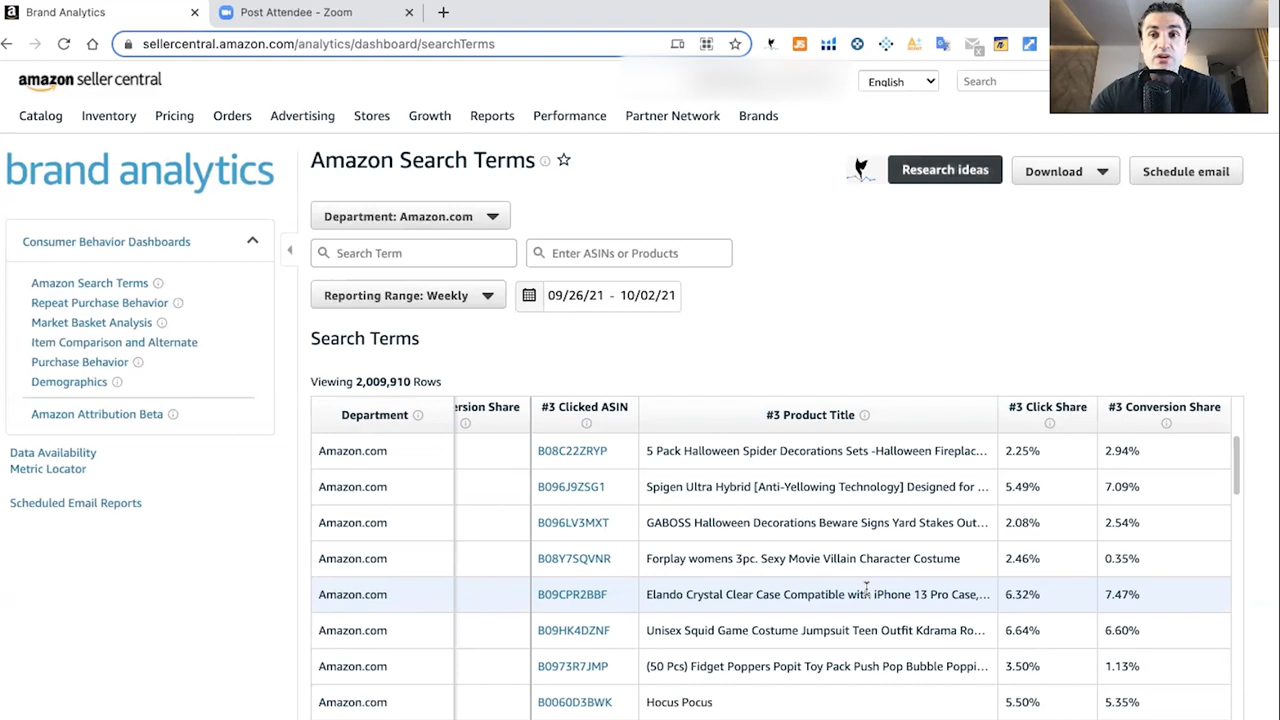 Brand Analytics
Post Attendee - Zoom
sellercentral.amazon.com/analytics/dashboard/searchTerms
amazon seller central
English
Search
Catalog Inventory Pricing Orders Advertising Stores Growth Reports Performance Partner Network Brands
brand analytics
Amazon Search Terms
Research ideas
Download
Schedule email
Department: Amazon.com
Search Term
Enter ASINs or Products
Reporting Range: Weekly
09/26/21 - 10/02/21
Consumer Behavior Dashboards
Amazon Search Terms
Repeat Purchase Behavior
Market Basket Analysis
Item Comparison and Alternate
Purchase Behavior
Demographics
Amazon Attribution Beta
Data Availability
Metric Locator
Scheduled Email Reports
Search Terms
Viewing 2,009,910 Rows
Department ersion Share #3 Clicked ASIN #3 Product Title #3 Click Share #3 Conversion Share
Amazon.com B08C22ZRYP 5 Pack Halloween Spider Decorations Sets -Halloween Fireplac... 2.25% 2.94%
Amazon.com B096J9ZSG1 Spigen Ultra Hybrid [Anti-Yellowing Technology] Designed for ... 5.49% 7.09%
Amazon.com B096LV3MXT GABOSS Halloween Decorations Beware Signs Yard Stakes Out... 2.08% 2.54%
Amazon.com B08Y7SQVNR Forplay womens 3pc. Sexy Movie Villain Character Costume 2.46% 0.35%
Amazon.com B09CPR2BBF Elando Crystal Clear Case Compatible with iPhone 13 Pro Case,... 6.32% 7.47%
Amazon.com B09HK4DZNF Unisex Squid Game Costume Jumpsuit Teen Outfit Kdrama Ro... 6.64% 6.60%
Amazon.com B0973R7JMP (50 Pcs) Fidget Poppers Popit Toy Pack Push Pop Bubble Poppi... 3.50% 1.13%
Amazon.com B0060D3BWK Hocus Pocus 5.50% 5.35%